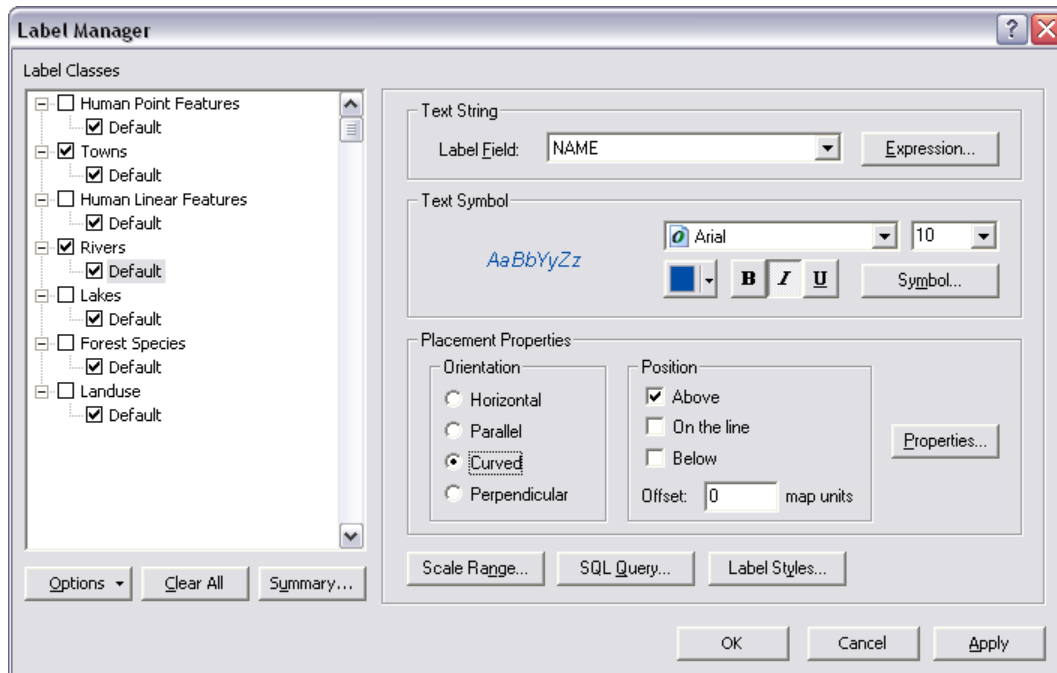 Label Manager
Label Classes
Human Point Features
Default
Towns
Default
Human Linear Features
Default
Rivers
Default
Lakes
Default
Forest Species
Default
Landuse
Default
Options
Clear All
Summary...
Text String
Label Field: NAME Expression...
Text Symbol
AaBbYyZz
Arial 10
B I U Symbol...
Placement Properties
Orientation
Horizontal
Parallel
Curved
Perpendicular
Position
Above
On the line
Below
Offset: 0 map units
Properties...
Scale Range... SQL Query... Label Styles...
OK Cancel Apply